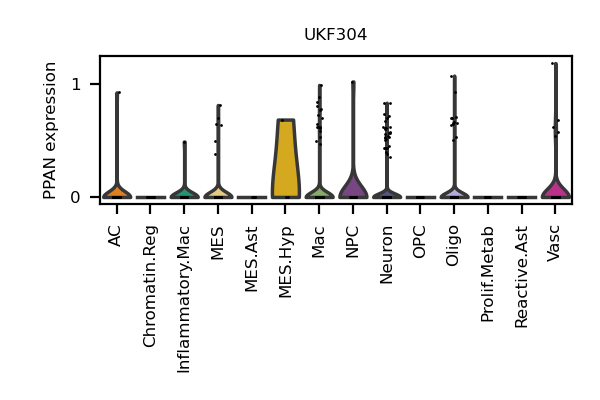 UKF304
PPAN expression
1
0
AC
Chromatin.Reg
Inflammatory.Mac
MES
MES.Ast
MES.Hyp
Mac
NPC
Neuron
OPC
Oligo
Prolif.Metab
Reactive.Ast
Vasc